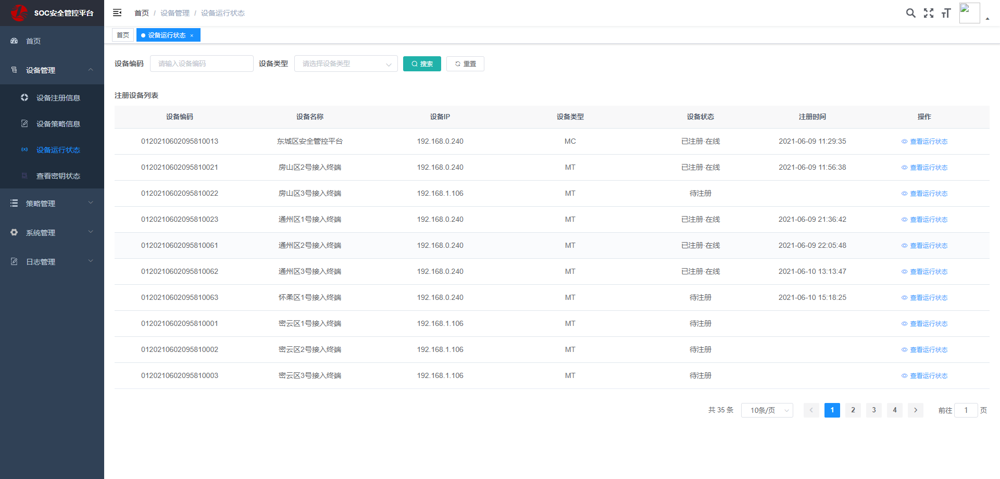 SOC安全管控平台
首页 / 设备管理 / 设备运行状态
首页
设备管理
设备注册信息
设备策略信息
设备运行状态
查看密钥状态
策略管理
系统管理
日志管理
首页 设备运行状态 ×
设备编码 请输入设备编码 设备类型 请选择设备类型 搜索 重置
注册设备列表
设备编码 设备名称 设备IP 设备类型 设备状态 注册时间 操作
0120210602095810013 东城区安全管控平台 192.168.0.240 MC 已注册·在线 2021-06-09 11:29:35 查看运行状态
0120210602095810021 房山区2号接入终端 192.168.0.240 MT 已注册·在线 2021-06-09 11:56:38 查看运行状态
0120210602095810022 房山区3号接入终端 192.168.1.106 MT 待注册 查看运行状态
0120210602095810023 通州区1号接入终端 192.168.0.240 MT 已注册·在线 2021-06-09 21:36:42 查看运行状态
0120210602095810061 通州区2号接入终端 192.168.0.240 MT 已注册·在线 2021-06-09 22:05:48 查看运行状态
0120210602095810062 通州区3号接入终端 192.168.0.240 MT 已注册·在线 2021-06-10 13:13:47 查看运行状态
0120210602095810063 怀柔区1号接入终端 192.168.0.240 MT 待注册 2021-06-10 15:18:25 查看运行状态
0120210602095810001 密云区1号接入终端 192.168.1.106 MT 待注册 查看运行状态
0120210602095810002 密云区2号接入终端 192.168.1.106 MT 待注册 查看运行状态
0120210602095810003 密云区3号接入终端 192.168.1.106 MT 待注册 查看运行状态
共 35 条 10条/页 1 2 3 4 前往 1 页